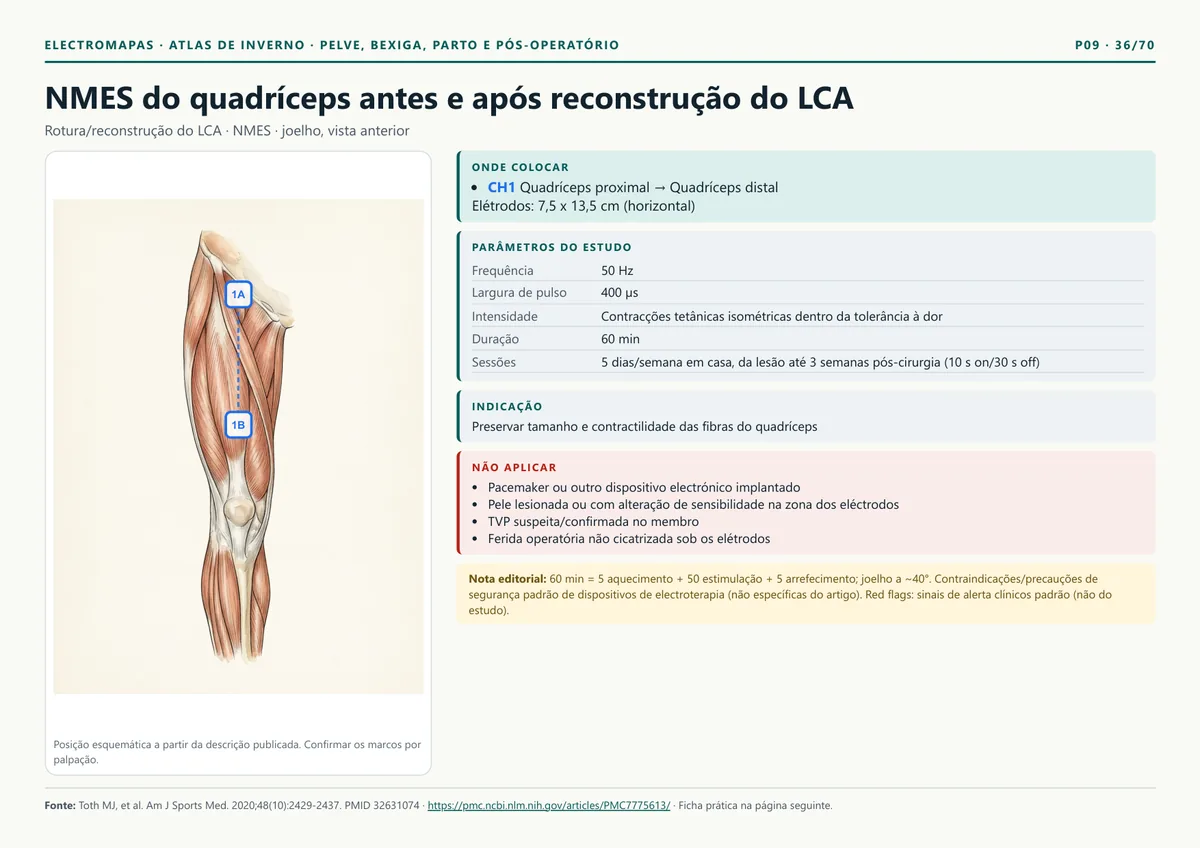 ELECTROMAPAS · ATLAS DE INVERNO · PELVE, BEXIGA, PARTO E PÓS-OPERATÓRIO
P09 · 36/70
NMES do quadríceps antes e após reconstrução do LCA
Rotura/reconstrução do LCA · NMES · joelho, vista anterior
1A
1B
Posição esquemática a partir da descrição publicada. Confirmar os marcos por
palpação.
ONDE COLOCAR
• CH1 Quadríceps proximal → Quadríceps distal
Elétrodos: 7,5 x 13,5 cm (horizontal)
PARÂMETROS DO ESTUDO
Frequência 50 Hz
Largura de pulso 400 µs
Intensidade Contracções tetânicas isométricas dentro da tolerância à dor
Duração 60 min
Sessões 5 dias/semana em casa, da lesão até 3 semanas pós-cirurgia (10 s on/30 s off)
INDICAÇÃO
Preservar tamanho e contractilidade das fibras do quadríceps
NÃO APLICAR
• Pacemaker ou outro dispositivo electrónico implantado
• Pele lesionada ou com alteração de sensibilidade na zona dos eléctrodos
• TVP suspeita/confirmada no membro
• Ferida operatória não cicatrizada sob os elétrodos
Nota editorial: 60 min = 5 aquecimento + 50 estimulação + 5 arrefecimento; joelho a ~40°. Contraindicações/precauções de
segurança padrão de dispositivos de electroterapia (não específicas do artigo). Red flags: sinais de alerta clínicos padrão (não do
estudo).
Fonte: Toth MJ, et al. Am J Sports Med. 2020;48(10):2429-2437. PMID 32631074 · https://pmc.ncbi.nlm.nih.gov/articles/PMC7775613/ · Ficha prática na página seguinte.